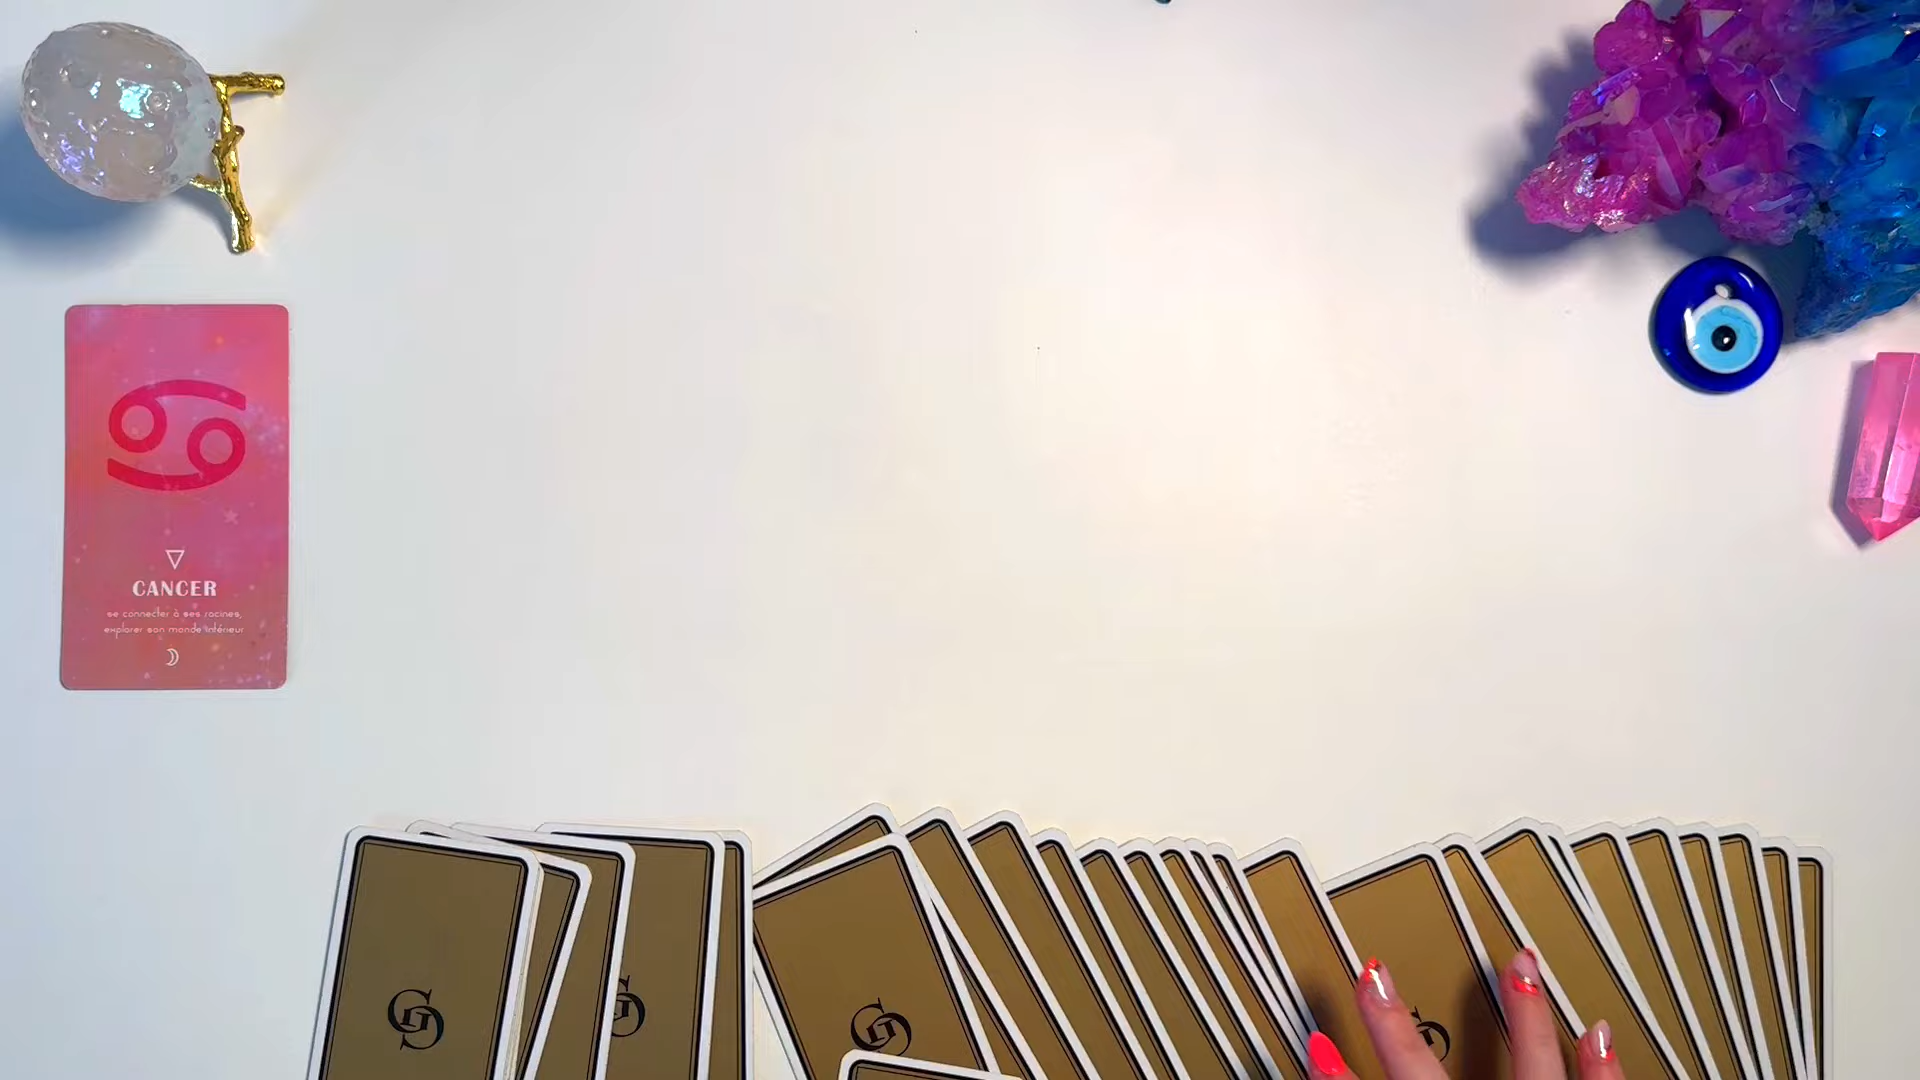 CANCER
se connecter à ses racines,
explorer son monde intérieur